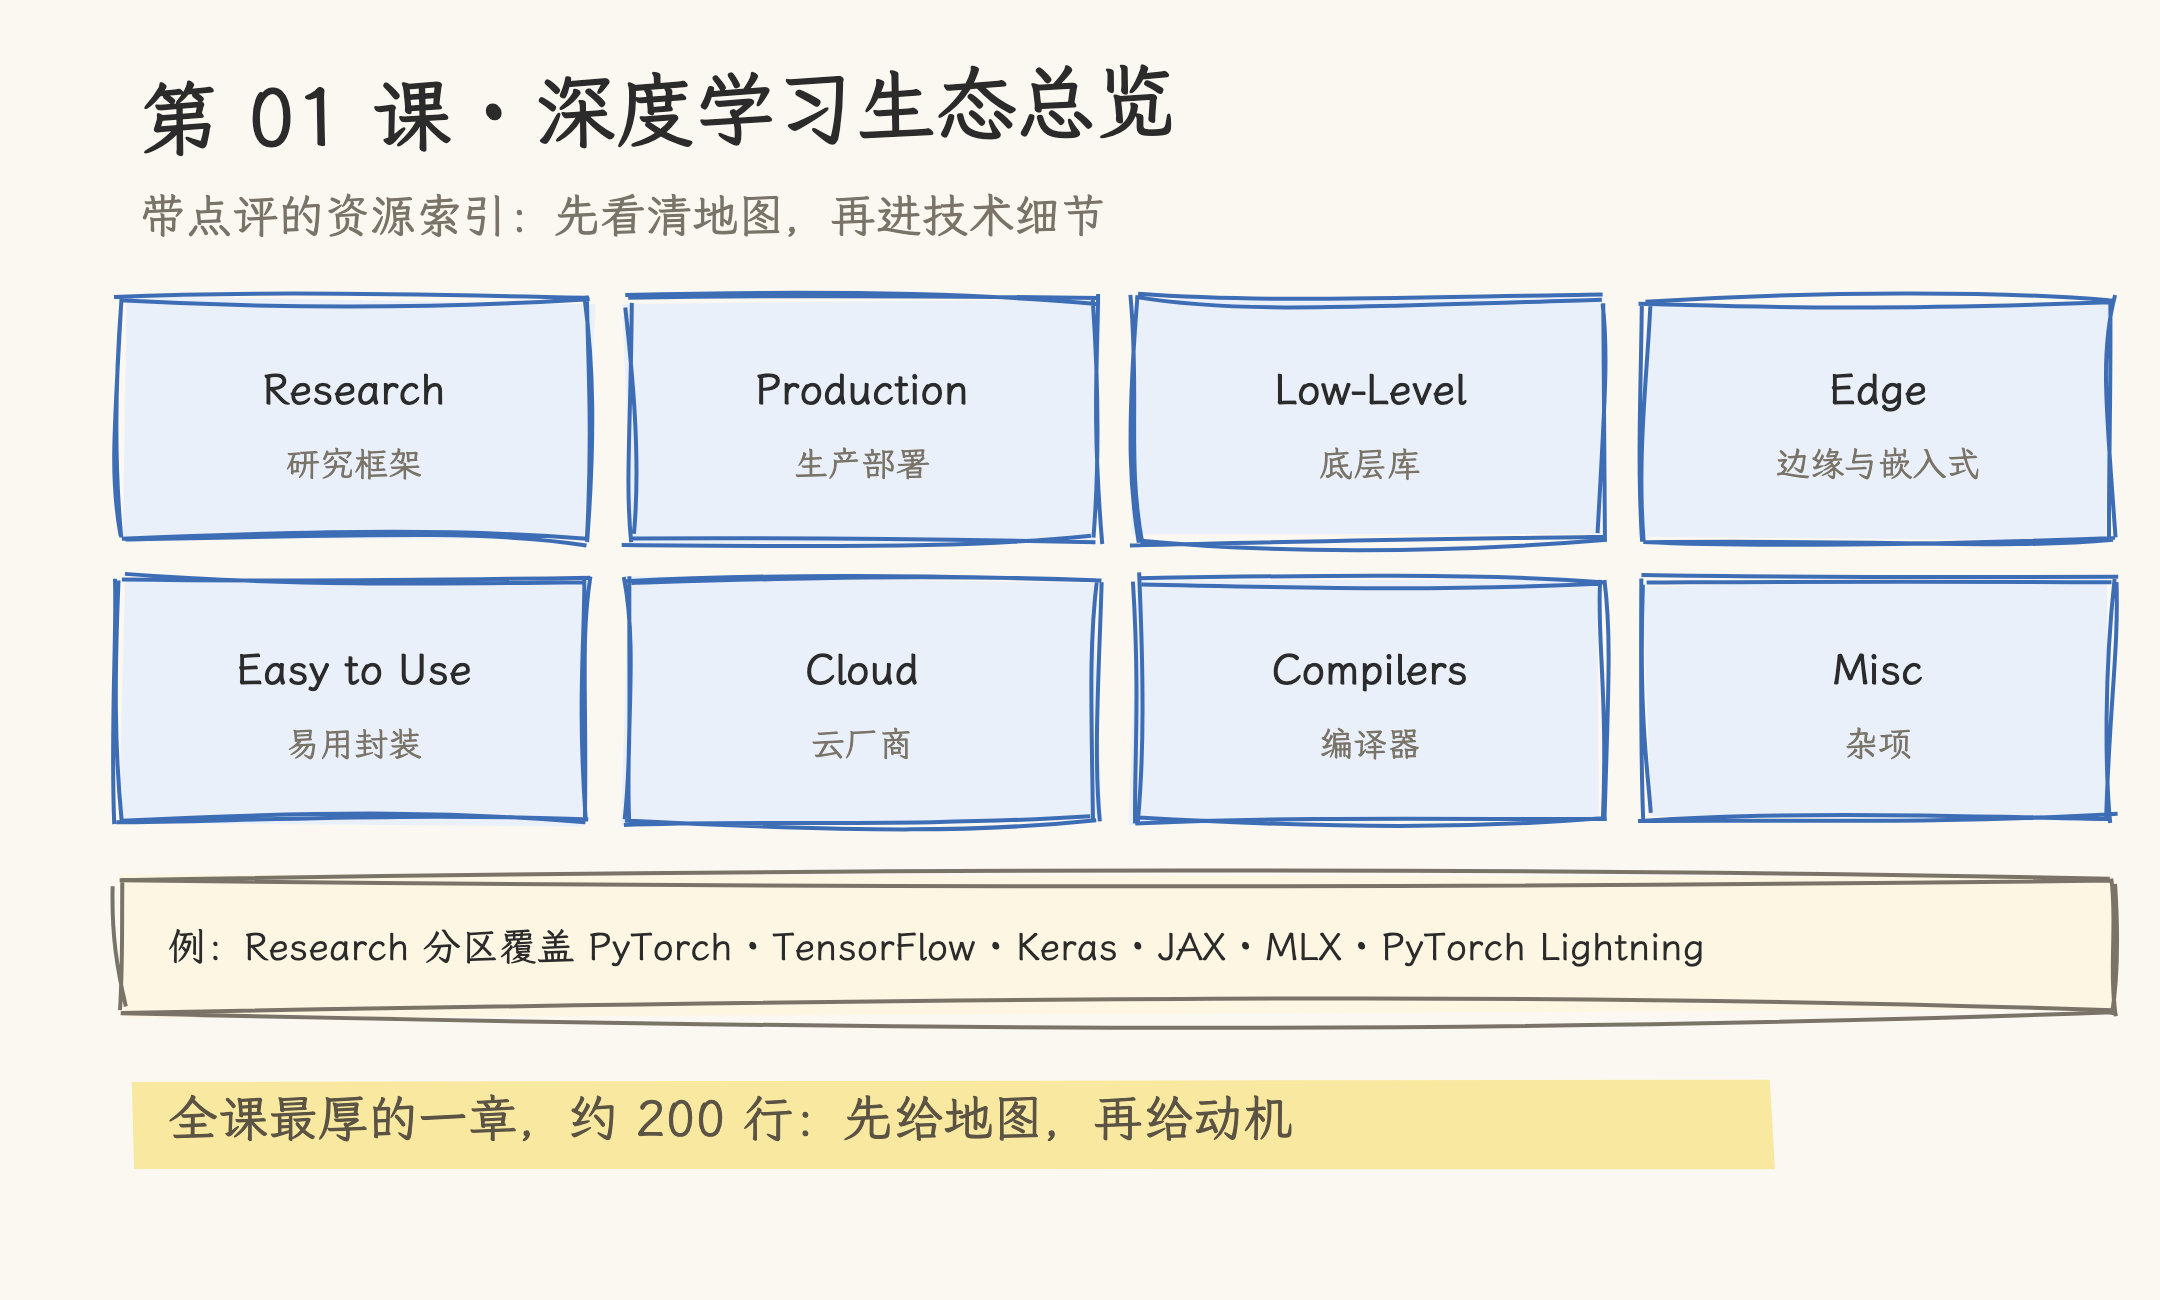 第 01 课・深度学习生态总览
带点评的资源索引：先看清地图，再进技术细节
Research
研究框架
Production
生产部署
Low-Level
底层库
Edge
边缘与嵌入式
Easy to Use
易用封装
Cloud
云厂商
Compilers
编译器
Misc
杂项
例：Research 分区覆盖 PyTorch・TensorFlow・Keras・JAX・MLX・PyTorch Lightning
全课最厚的一章，约 200 行：先给地图，再给动机